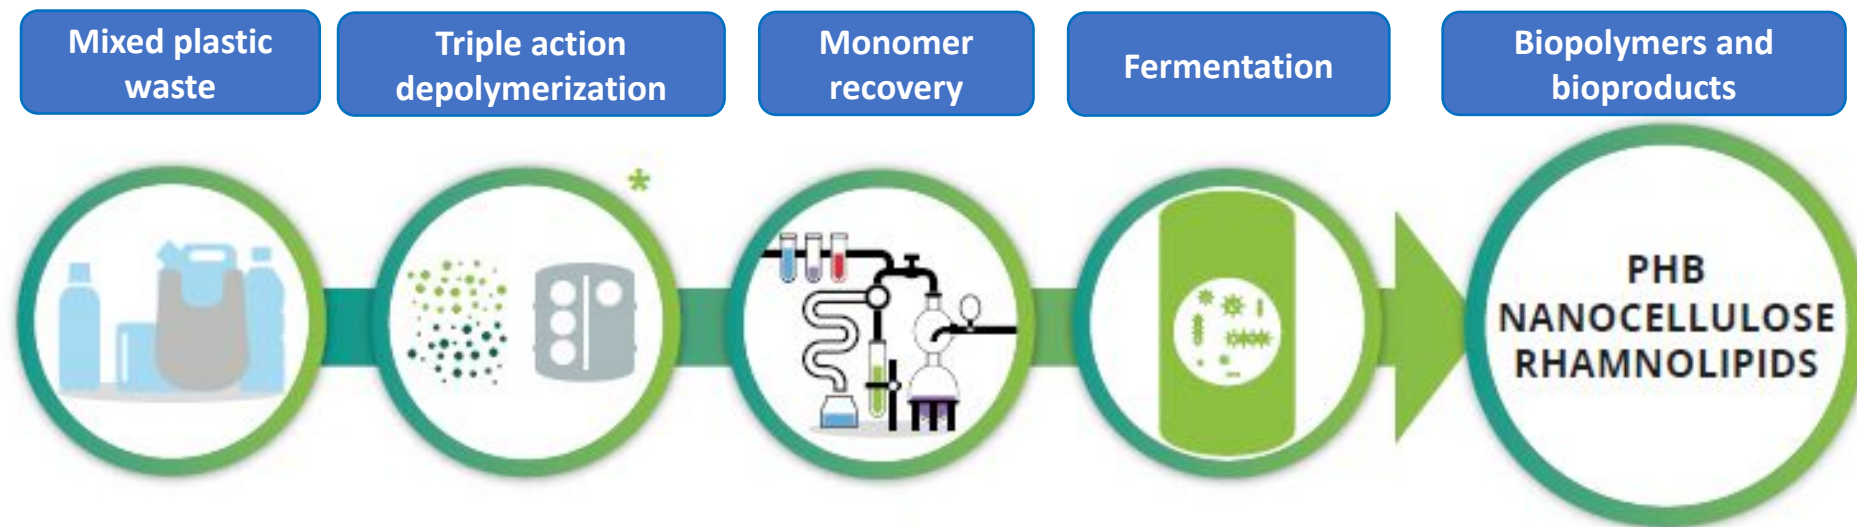 Mixed plastic
waste
Triple action
depolymerization
Monomer
recovery
Fermentation
Biopolymers and
bioproducts
*
PHB
NANOCELLULOSE
RHAMNOLIPIDS